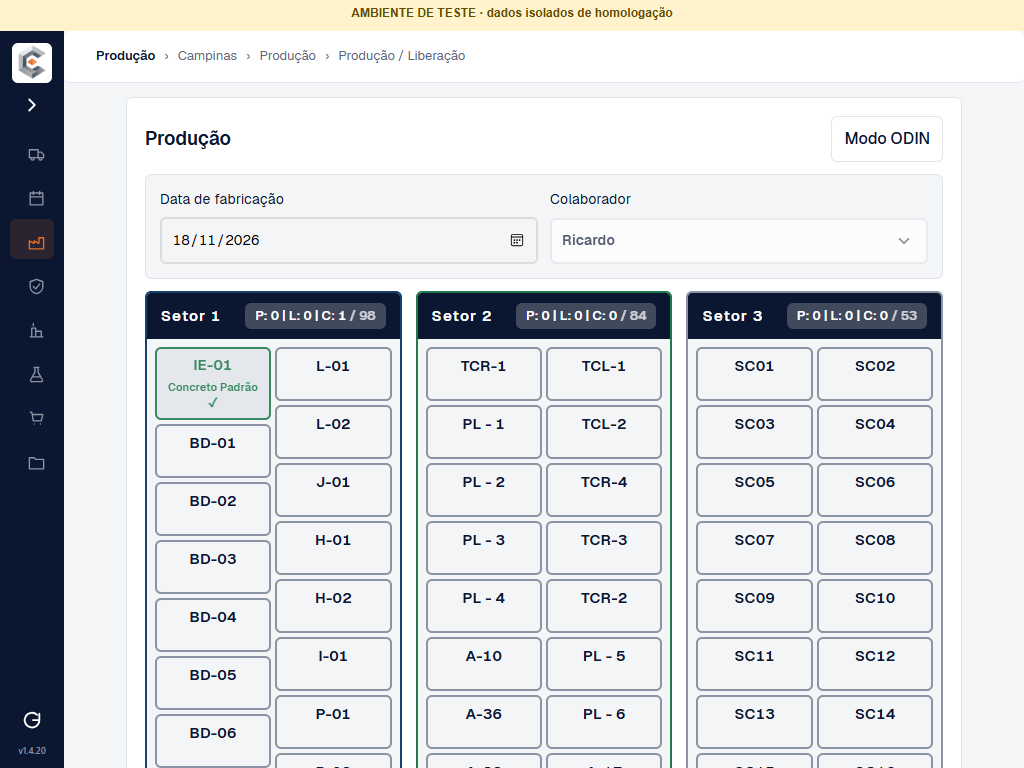 AMBIENTE DE TESTE · dados isolados de homologação
Produção › Campinas › Produção › Produção / Liberação
Produção
Modo ODIN
Data de fabricação
Colaborador
18/11/2026
Ricardo
Setor 1 P: 0 | L: 0 | C: 1 / 98
Setor 2 P: 0 | L: 0 | C: 0 / 84
Setor 3 P: 0 | L: 0 | C: 0 / 53
IE-01
Concreto Padrão
✓
BD-01
BD-02
BD-03
BD-04
BD-05
BD-06
L-01
L-02
J-01
H-01
H-02
I-01
P-01
TCR-1
PL - 1
PL - 2
PL - 3
PL - 4
A-10
A-36
TCL-1
TCL-2
TCR-4
TCR-3
TCR-2
PL - 5
PL - 6
SC01
SC03
SC05
SC07
SC09
SC11
SC13
SC02
SC04
SC06
SC08
SC10
SC12
SC14
v1.4.20